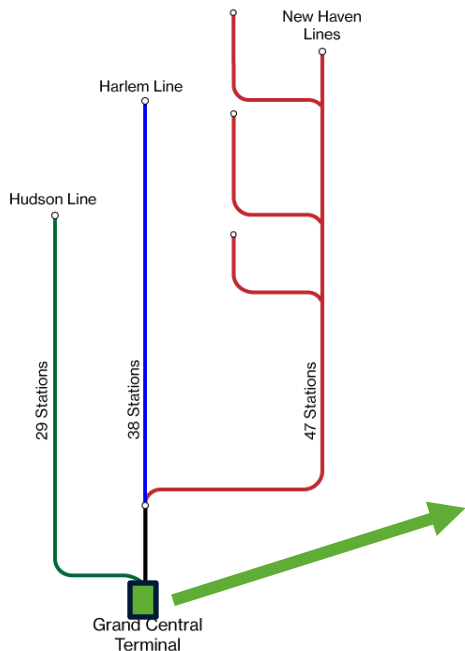 New Haven
Lines
Harlem Line
Hudson Line
29 Stations
38 Stations
47 Stations
Grand Central
Terminal